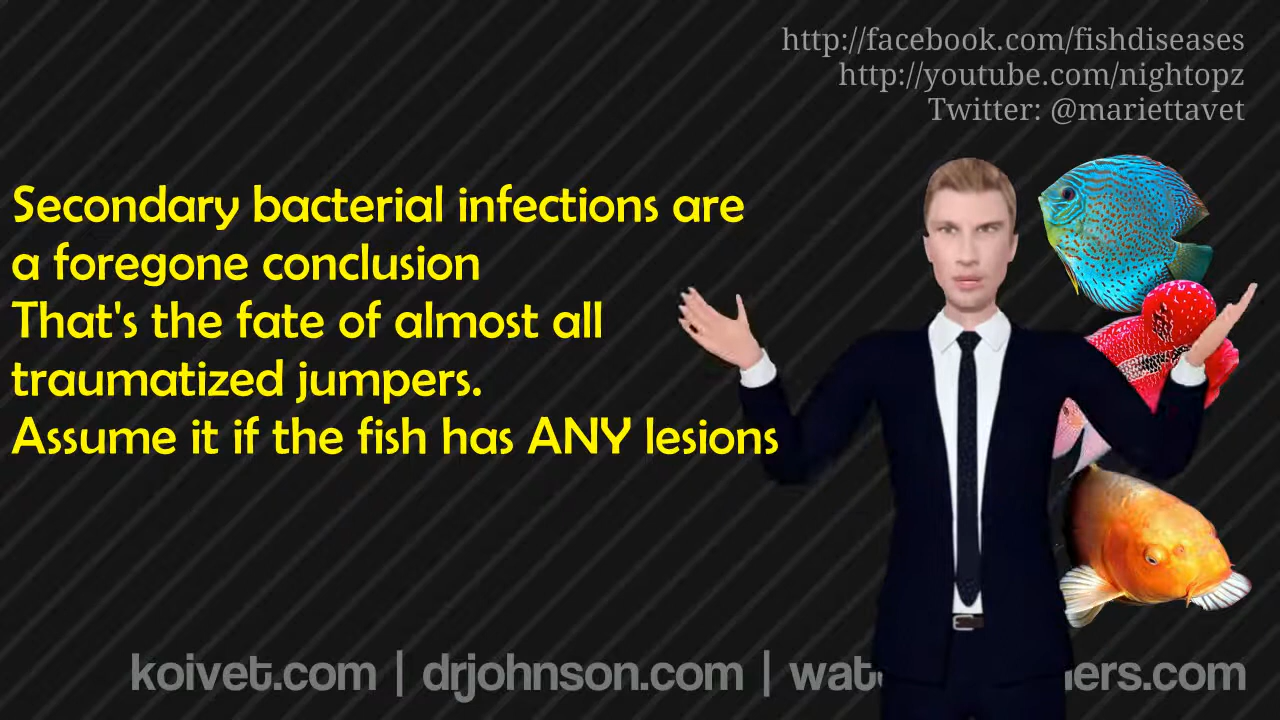 http://facebook.com/fishdiseases
http://youtube.com/nightopz
Twitter: @mariettavet
Secondary bacterial infections are
a foregone conclusion
That's the fate of almost all
traumatized jumpers.
Assume it if the fish has ANY lesions
koivet.com | drjohnson.com |